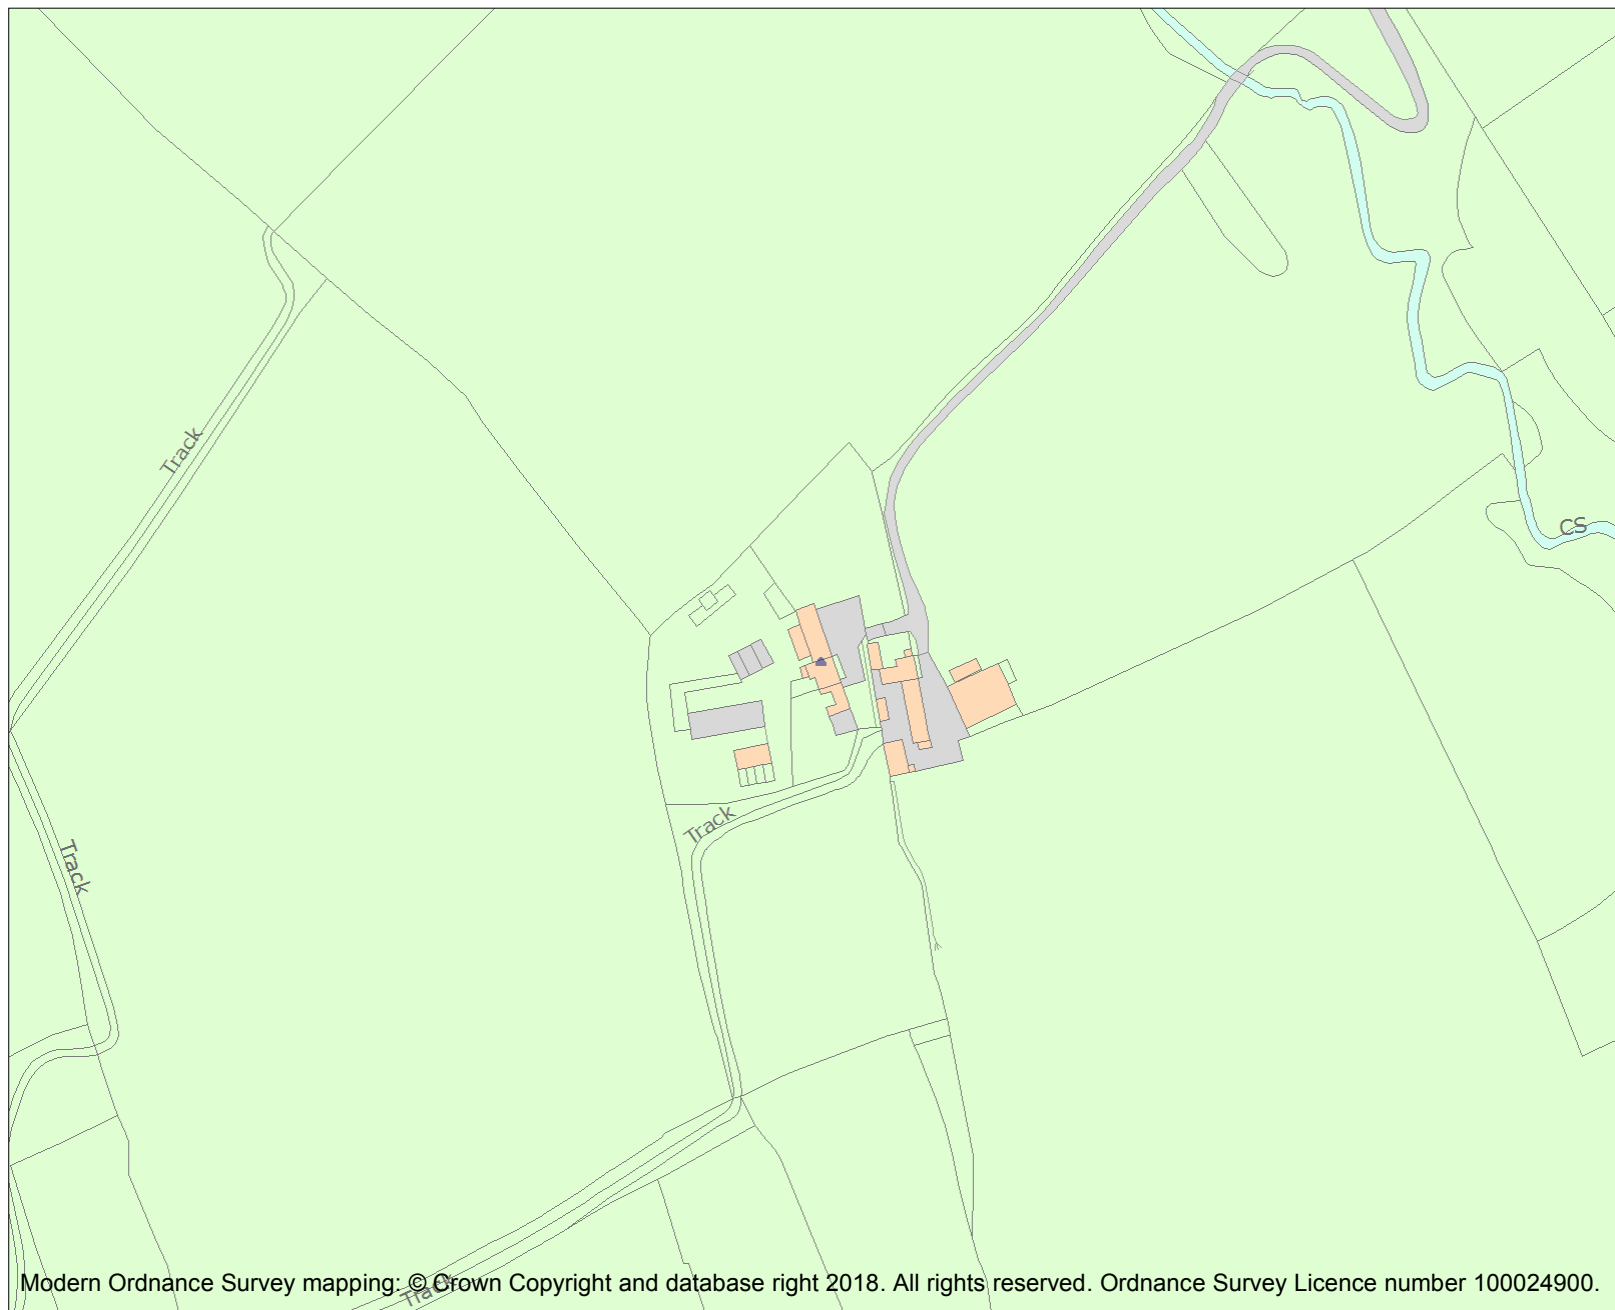 Track
CS
Track
Track
Track
Modern Ordnance Survey mapping: © Crown Copyright and database right 2018. All rights reserved. Ordnance Survey Licence number 100024900.